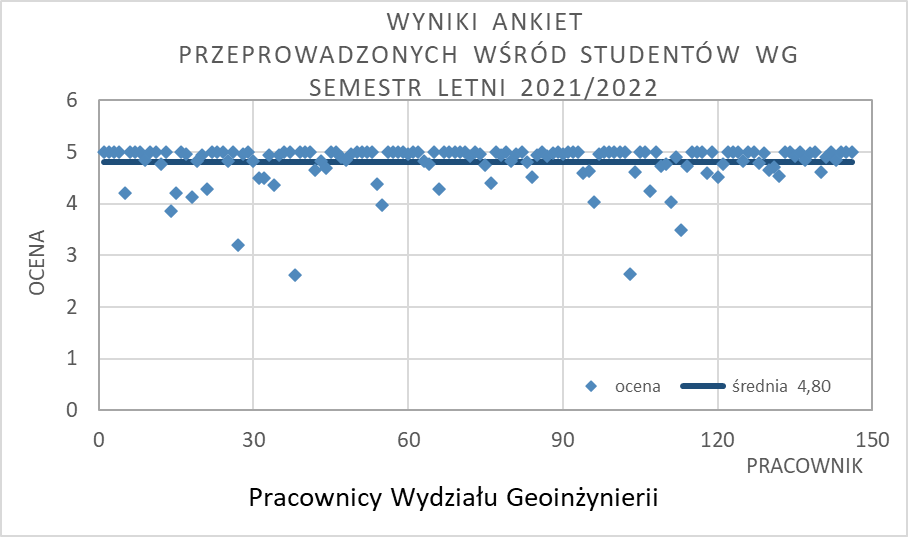 WYNIKI ANKIET
PRZEPROWADZONYCH WŚRÓD STUDENTÓW WG
SEMESTR LETNI 2021/2022
6
5
4
3
2
1
0
OCENA
ocena
średnia 4,80
0 30 60 90 120 150
PRACOWNIK
Pracownicy Wydziału Geoinżynierii